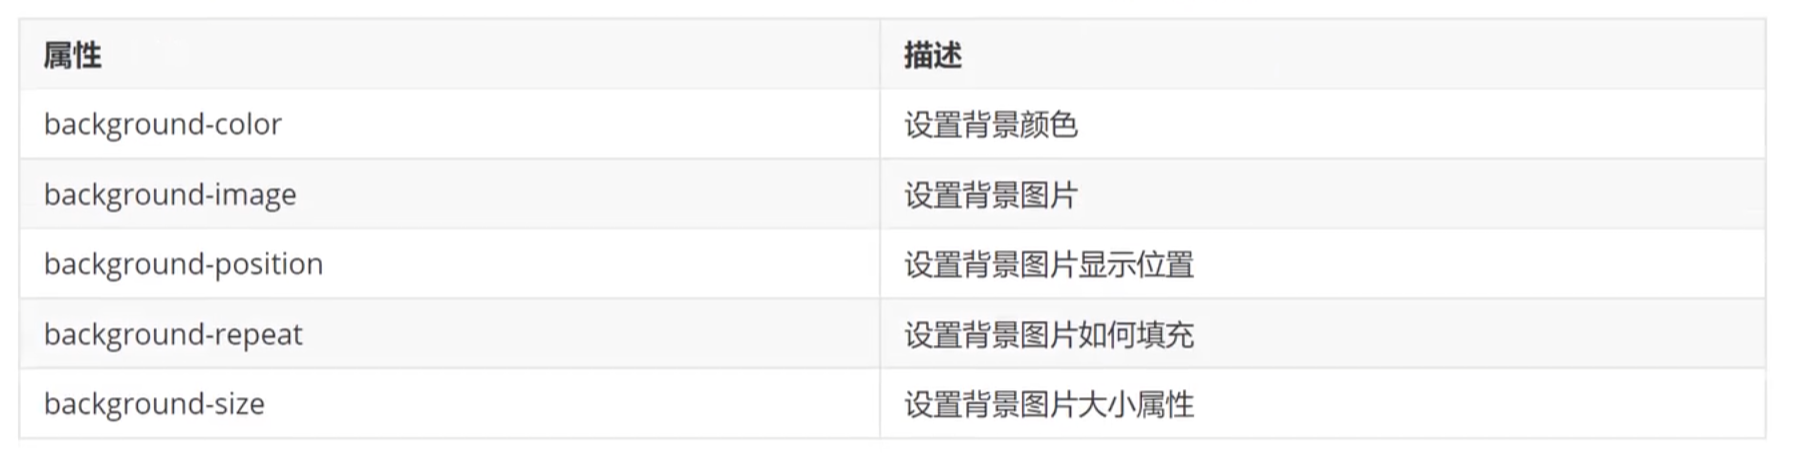 属性 描述
background-color 设置背景颜色
background-image 设置背景图片
background-position 设置背景图片显示位置
background-repeat 设置背景图片如何填充
background-size 设置背景图片大小属性